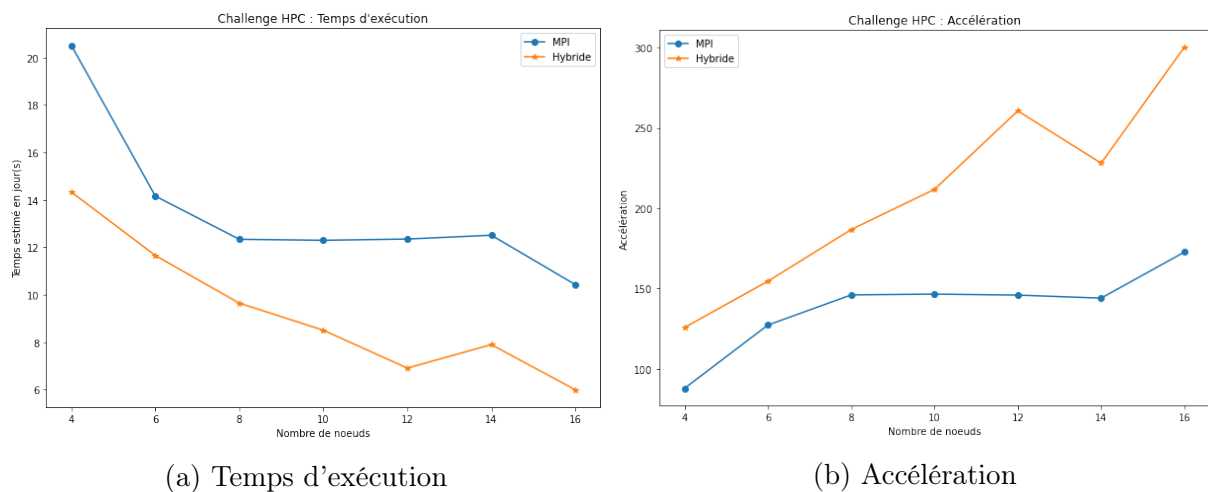 Challenge HPC : Temps d'exécution
MPI
Hybride
20
18
16
14
12
10
8
6
Temps estimé en jour(s)
4 6 8 10 12 14 16
Nombre de noeuds
(a) Temps d'exécution
Challenge HPC : Accélération
MPI
Hybride
300
250
200
150
100
Accélération
4 6 8 10 12 14 16
Nombre de noeuds
(b) Accélération